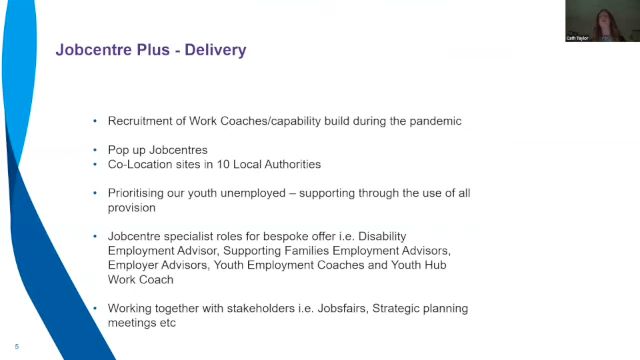 Cath Taylor
Jobcentre Plus - Delivery
• Recruitment of Work Coaches/capability build during the pandemic
• Pop up Jobcentres
• Co-Location sites in 10 Local Authorities
• Prioritising our youth unemployed – supporting through the use of all
provision
• Jobcentre specialist roles for bespoke offer i.e. Disability
Employment Advisor, Supporting Families Employment Advisors,
Employer Advisors, Youth Employment Coaches and Youth Hub
Work Coach
• Working together with stakeholders i.e. Jobsfairs, Strategic planning
meetings etc
5